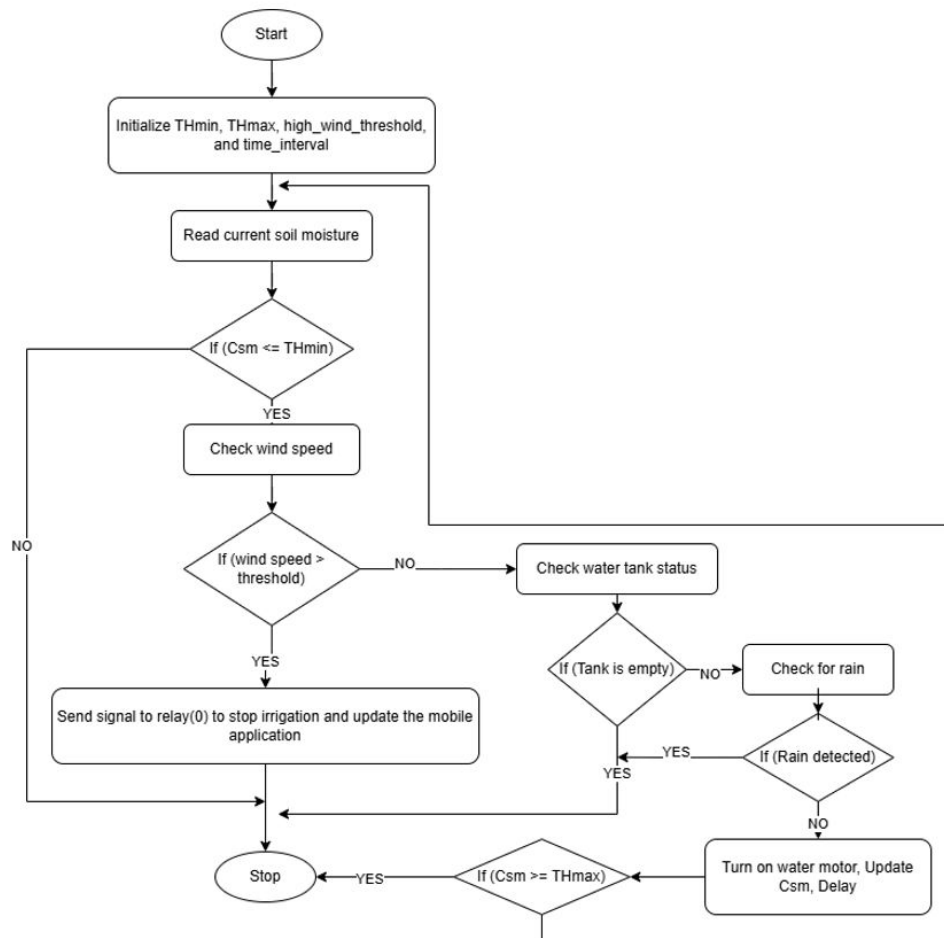 Start
Initialize THmin, THmax, high_wind_threshold,
and time_interval
Read current soil moisture
If (Csm <= THmin)
YES
Check wind speed
NO
If (wind speed >
threshold)
NO
Check water tank status
YES
If (Tank is empty)
NO
Check for rain
Send signal to relay(0) to stop irrigation and update the mobile
application
YES
YES
If (Rain detected)
NO
Stop
YES
If (Csm >= THmax)
Turn on water motor, Update
Csm, Delay